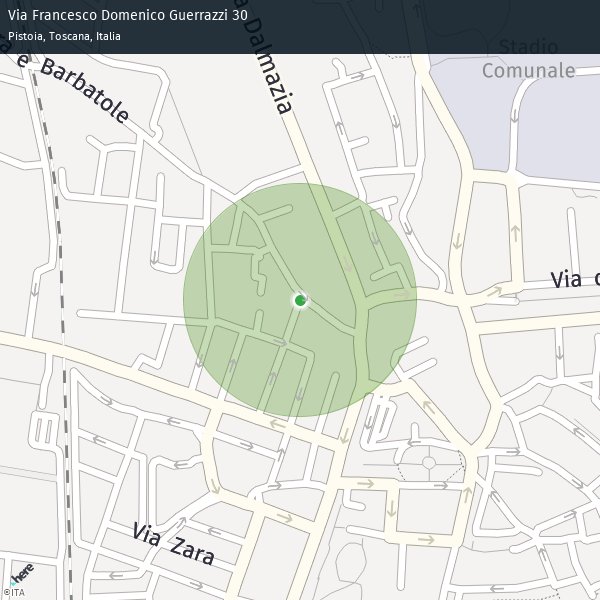 Via Francesco Domenico Guerrazzi 30
Pistoia, Toscana, Italia
Stadio
Comunale
Dalmazia
e Barbatole
Via
Via Zara
here
©ITA